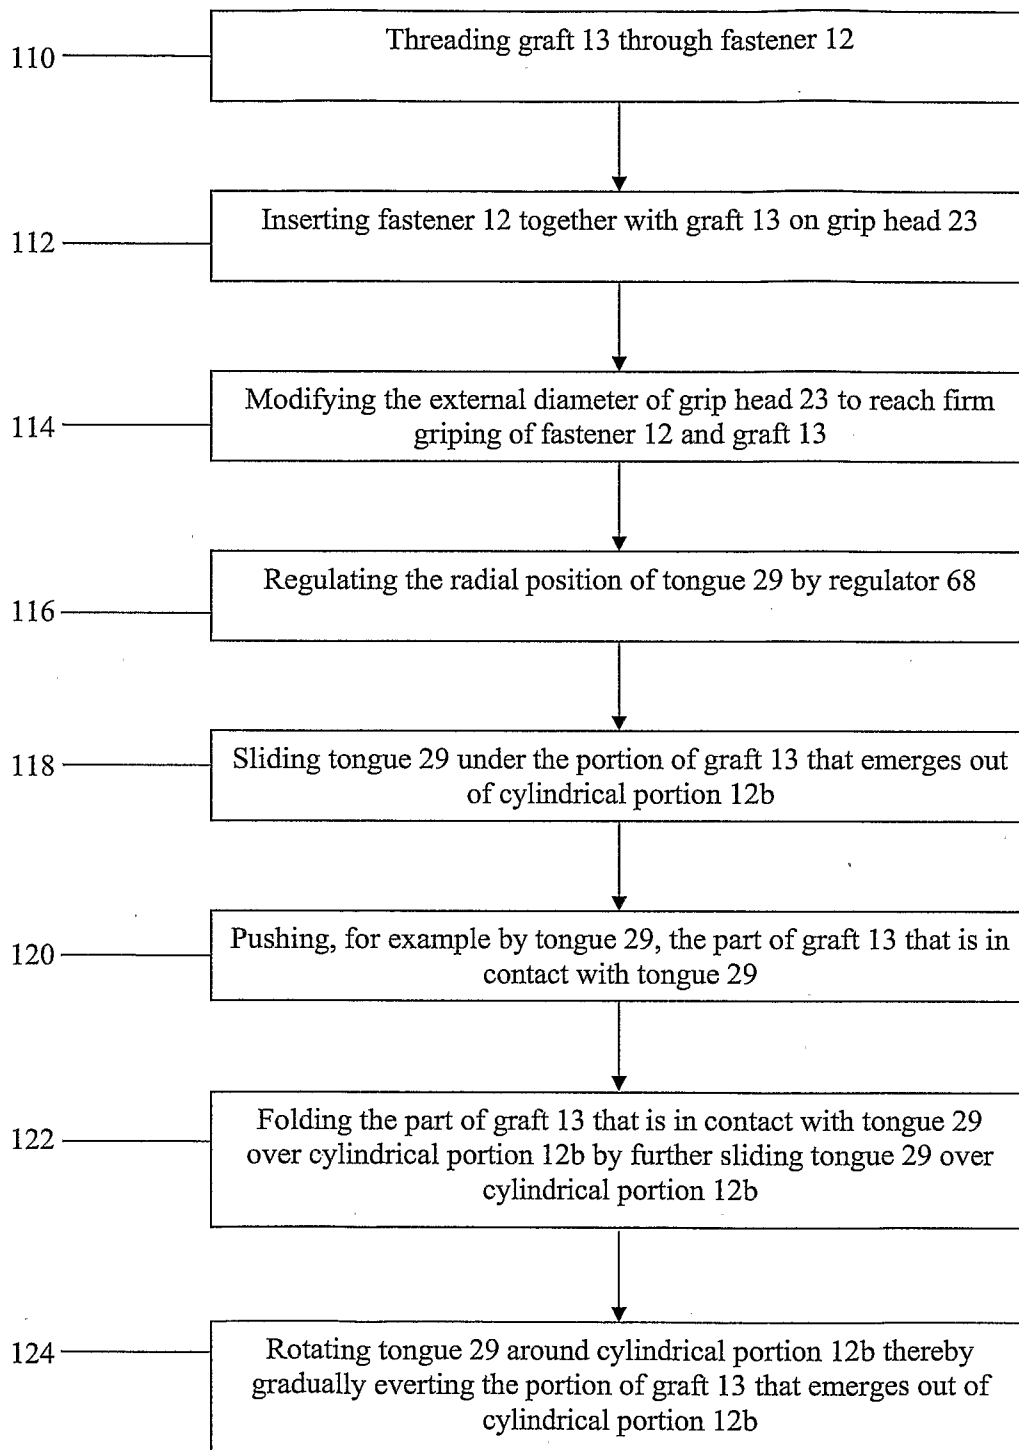 110
Threading graft 13 through fastener 12
112
Inserting fastener 12 together with graft 13 on grip head 23
114
Modifying the external diameter of grip head 23 to reach firm
griping of fastener 12 and graft 13
116
Regulating the radial position of tongue 29 by regulator 68
118
Sliding tongue 29 under the portion of graft 13 that emerges out
of cylindrical portion 12b
120
Pushing, for example by tongue 29, the part of graft 13 that is in
contact with tongue 29
122
Folding the part of graft 13 that is in contact with tongue 29
over cylindrical portion 12b by further sliding tongue 29 over
cylindrical portion 12b
124
Rotating tongue 29 around cylindrical portion 12b thereby
gradually everting the portion of graft 13 that emerges out of
cylindrical portion 12b